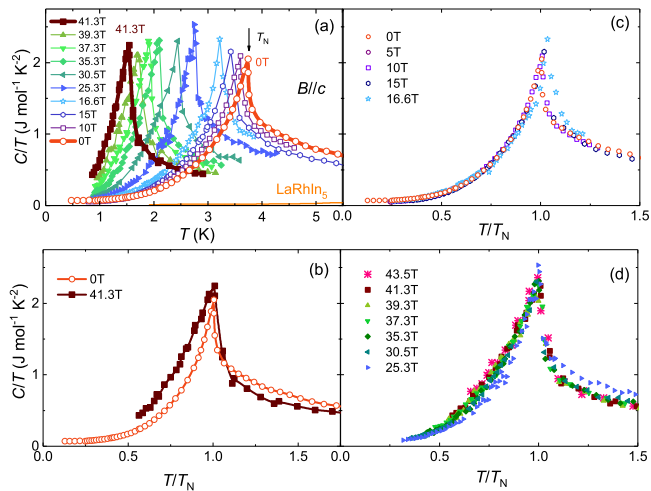 41.3T
39.3T
37.3T
35.3T
30.5T
25.3T
16.6T
15T
10T
0T
41.3T
T_N
0T
(a)
B//c
LaRhIn₅
C/T (J mol⁻¹ K⁻²)
0
1
2
0
1
2
3
4
5
T (K)
(c)
0T
5T
10T
15T
16.6T
0.0
0.5
1.0
1.5
T/T_N
(b)
0T
41.3T
C/T (J mol⁻¹ K⁻²)
0
1
2
0.0
0.5
1.0
1.5
T/T_N
(d)
43.5T
41.3T
39.3T
37.3T
35.3T
30.5T
25.3T
0.0
0.5
1.0
1.5
T/T_N